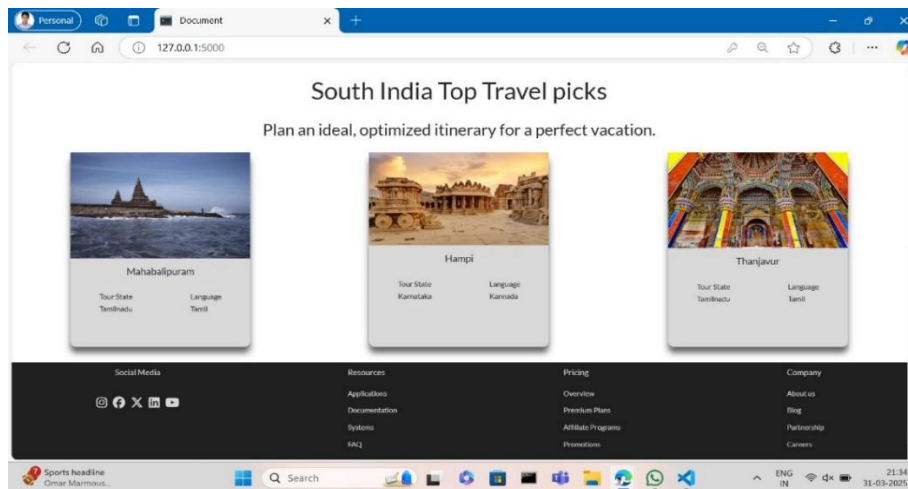 Personal
Document
127.0.0.1:5000
South India Top Travel picks
Plan an ideal, optimized itinerary for a perfect vacation.
Mahabalipuram
Tour State Language
Tamilnadu Tamil
Hampi
Tour State Language
Karnataka Kannada
Thanjavur
Tour State Language
Tamilnadu Tamil
Social Media
Resources
Applications
Documentation
Systems
FAQ
Pricing
Overview
Premium Plans
Affiliate Programs
Promotions
Company
About us
Blog
Partnership
Careers
Sports headline
Omar Marmous...
Search
ENG
IN
21:34
31-03-2025